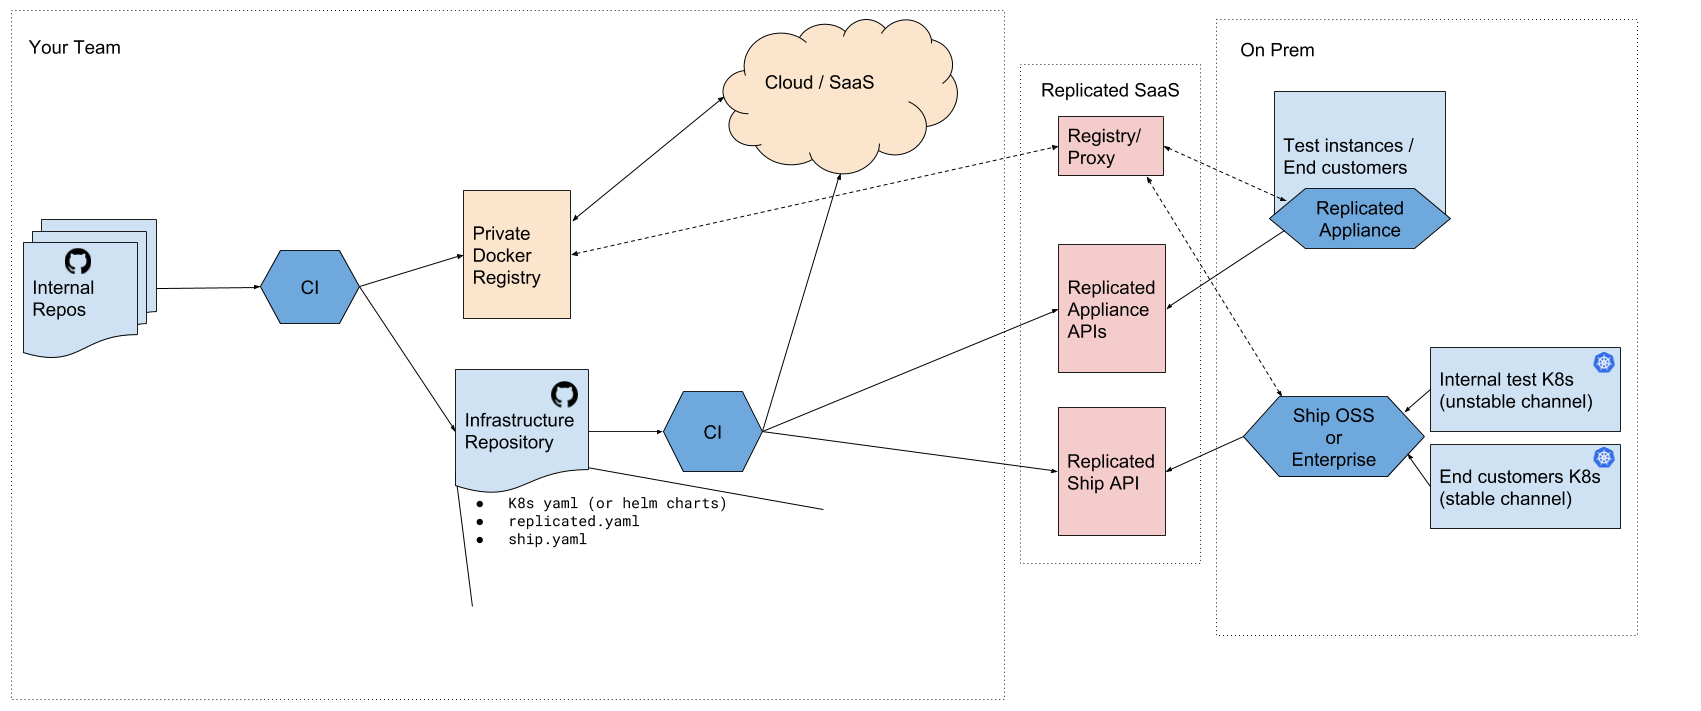 Your Team
Cloud / SaaS
Private
Docker
Registry
Internal
Repos
CI
Infrastructure
Repository
CI
● K8s yaml (or helm charts)
● replicated.yaml
● ship.yaml
Replicated SaaS
Registry/
Proxy
Replicated
Appliance
APIs
Replicated
Ship API
On Prem
Test instances /
End customers
Replicated
Appliance
Ship OSS
or
Enterprise
Internal test K8s
(unstable channel)
End customers K8s
(stable channel)